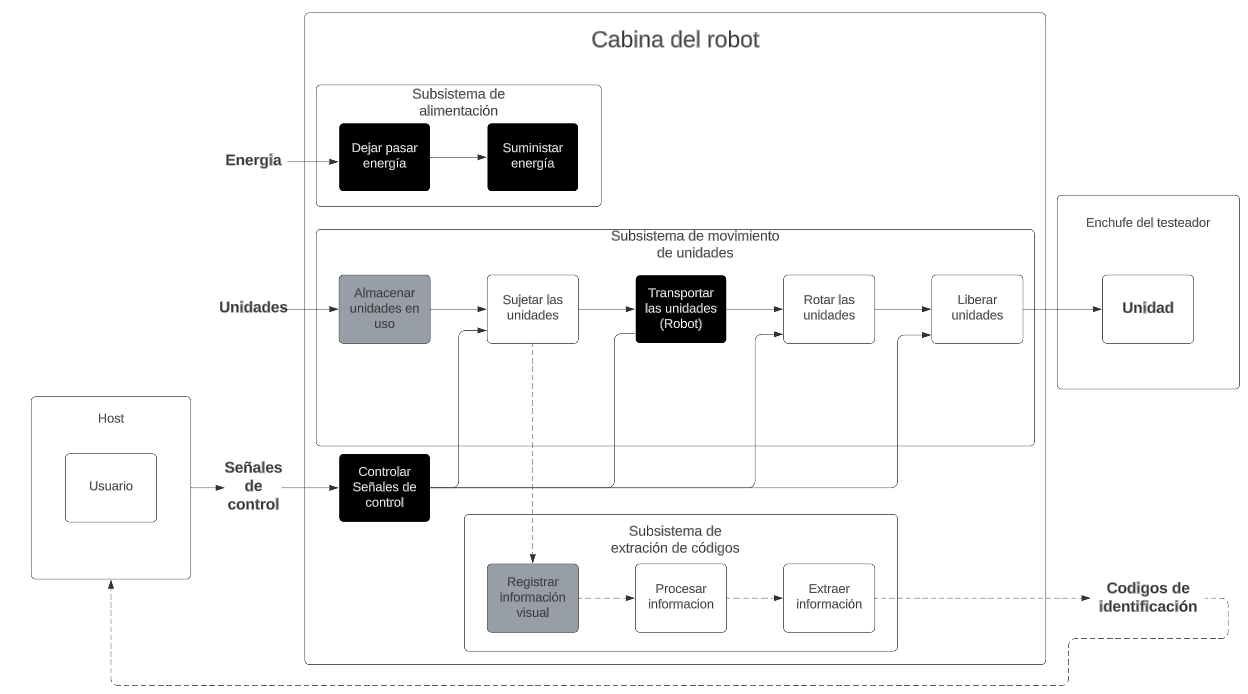 Cabina del robot
Subsistema de
alimentación
Energia
Dejar pasar
energía
Suministar
energía
Subsistema de movimiento
de unidades
Enchufe del testeador
Unidades
Almacenar
unidades en
uso
Sujetar las
unidades
Transportar
las unidades
(Robot)
Rotar las
unidades
Liberar
unidades
Unidad
Host
Usuario
Señales
de
control
Controlar
Señales de
control
Subsistema de
extración de códigos
Registrar
información
visual
Procesar
informacion
Extraer
información
Codigos de
identificación